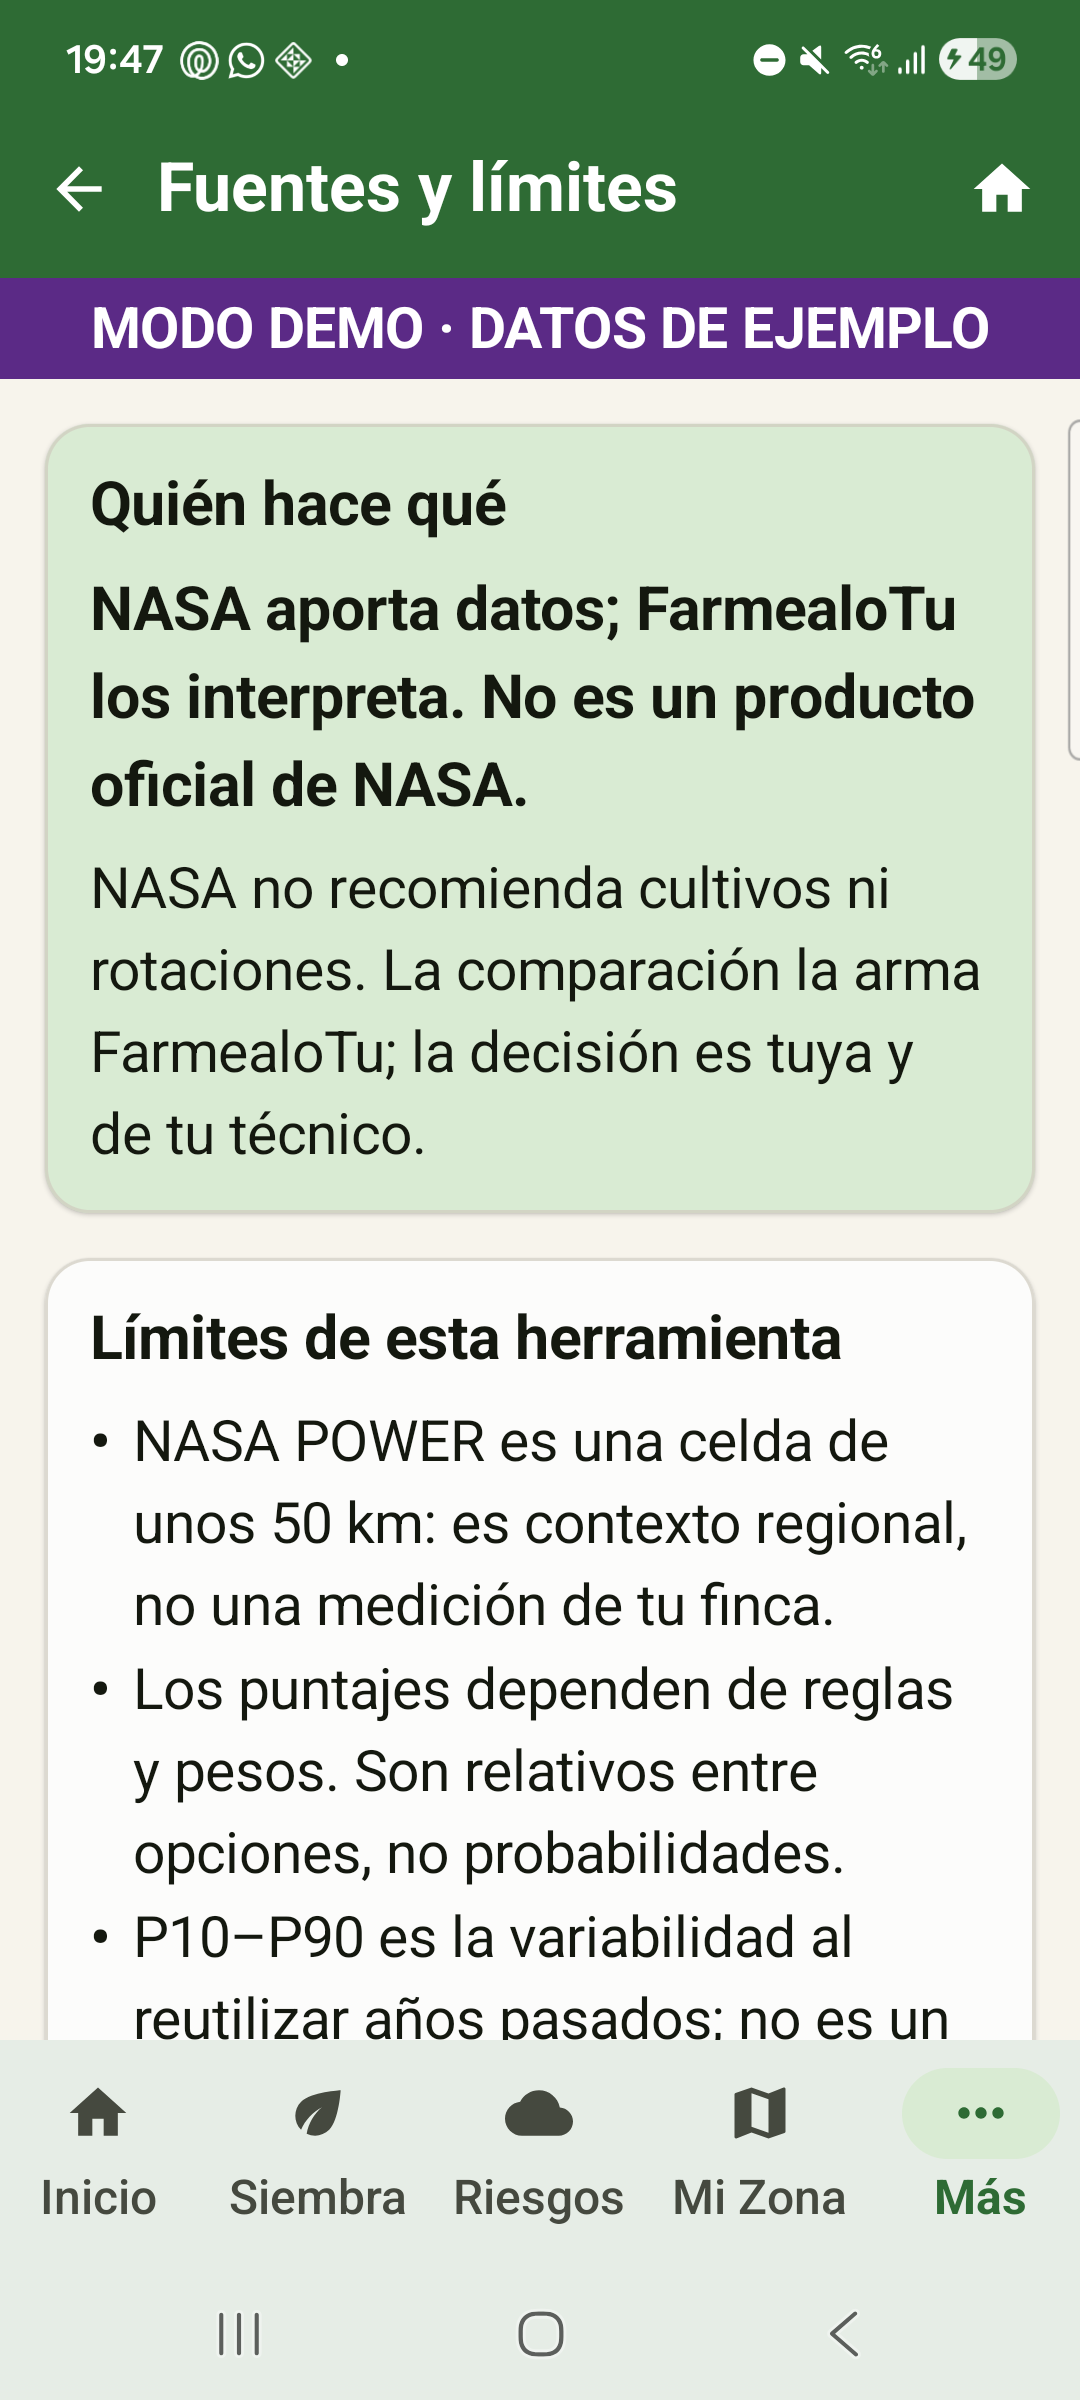 19:47
6
49
Fuentes y límites
MODO DEMO · DATOS DE EJEMPLO
Quién hace qué
NASA aporta datos; FarmealoTu
los interpreta. No es un producto
oficial de NASA.
NASA no recomienda cultivos ni
rotaciones. La comparación la arma
FarmealoTu; la decisión es tuya y
de tu técnico.
Límites de esta herramienta
• NASA POWER es una celda de
unos 50 km: es contexto regional,
no una medición de tu finca.
• Los puntajes dependen de reglas
y pesos. Son relativos entre
opciones, no probabilidades.
• P10–P90 es la variabilidad al
reutilizar años pasados; no es un
Inicio
Siembra
Riesgos
Mi Zona
Más